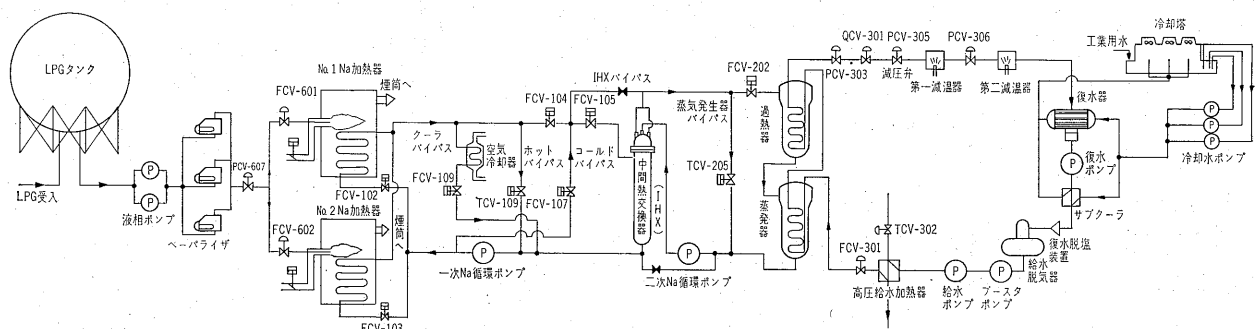 LPGタンク
LPG受入
液相ポンプ
ベーパライザ
PCV-607
FCV-601
FCV-602
No.1 Na加熱器
煙筒へ
FCV-102
No.2 Na加熱器
煙筒へ
FCV-103
クーラ
バイパス
空気
冷却器
FCV-109
TCV-109
ホット
バイパス
FCV-104
FCV-105
コールド
バイパス
FCV-107
一次Na循環ポンプ
IHXバイパス
中間熱交換器
(IHX)
二次Na循環ポンプ
蒸気発生器
バイパス
TCV-205
FCV-202
過熱器
蒸発器
PCV-303
QCV-301
PCV-305
減圧弁
第一減温器
PCV-306
第二減温器
FCV-301
TCV-302
高圧給水加熱器
給水
ポンプ
ブースタ
ポンプ
給水
脱気器
復水脱塩
装置
サブクーラ
復水
ポンプ
復水器
工業用水
冷却塔
冷却水ポンプ
P
P
P
P
P
P
P
P
P
P